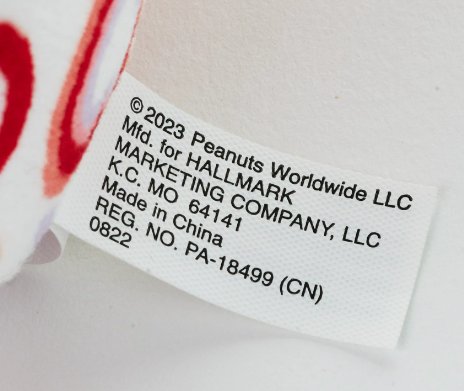 ©2023 Peanuts Worldwide LLC
Mfd. for HALLMARK
MARKETING COMPANY, LLC
K.C. MO 64141
Made in China
REG. NO. PA-18499 (CN)
0822